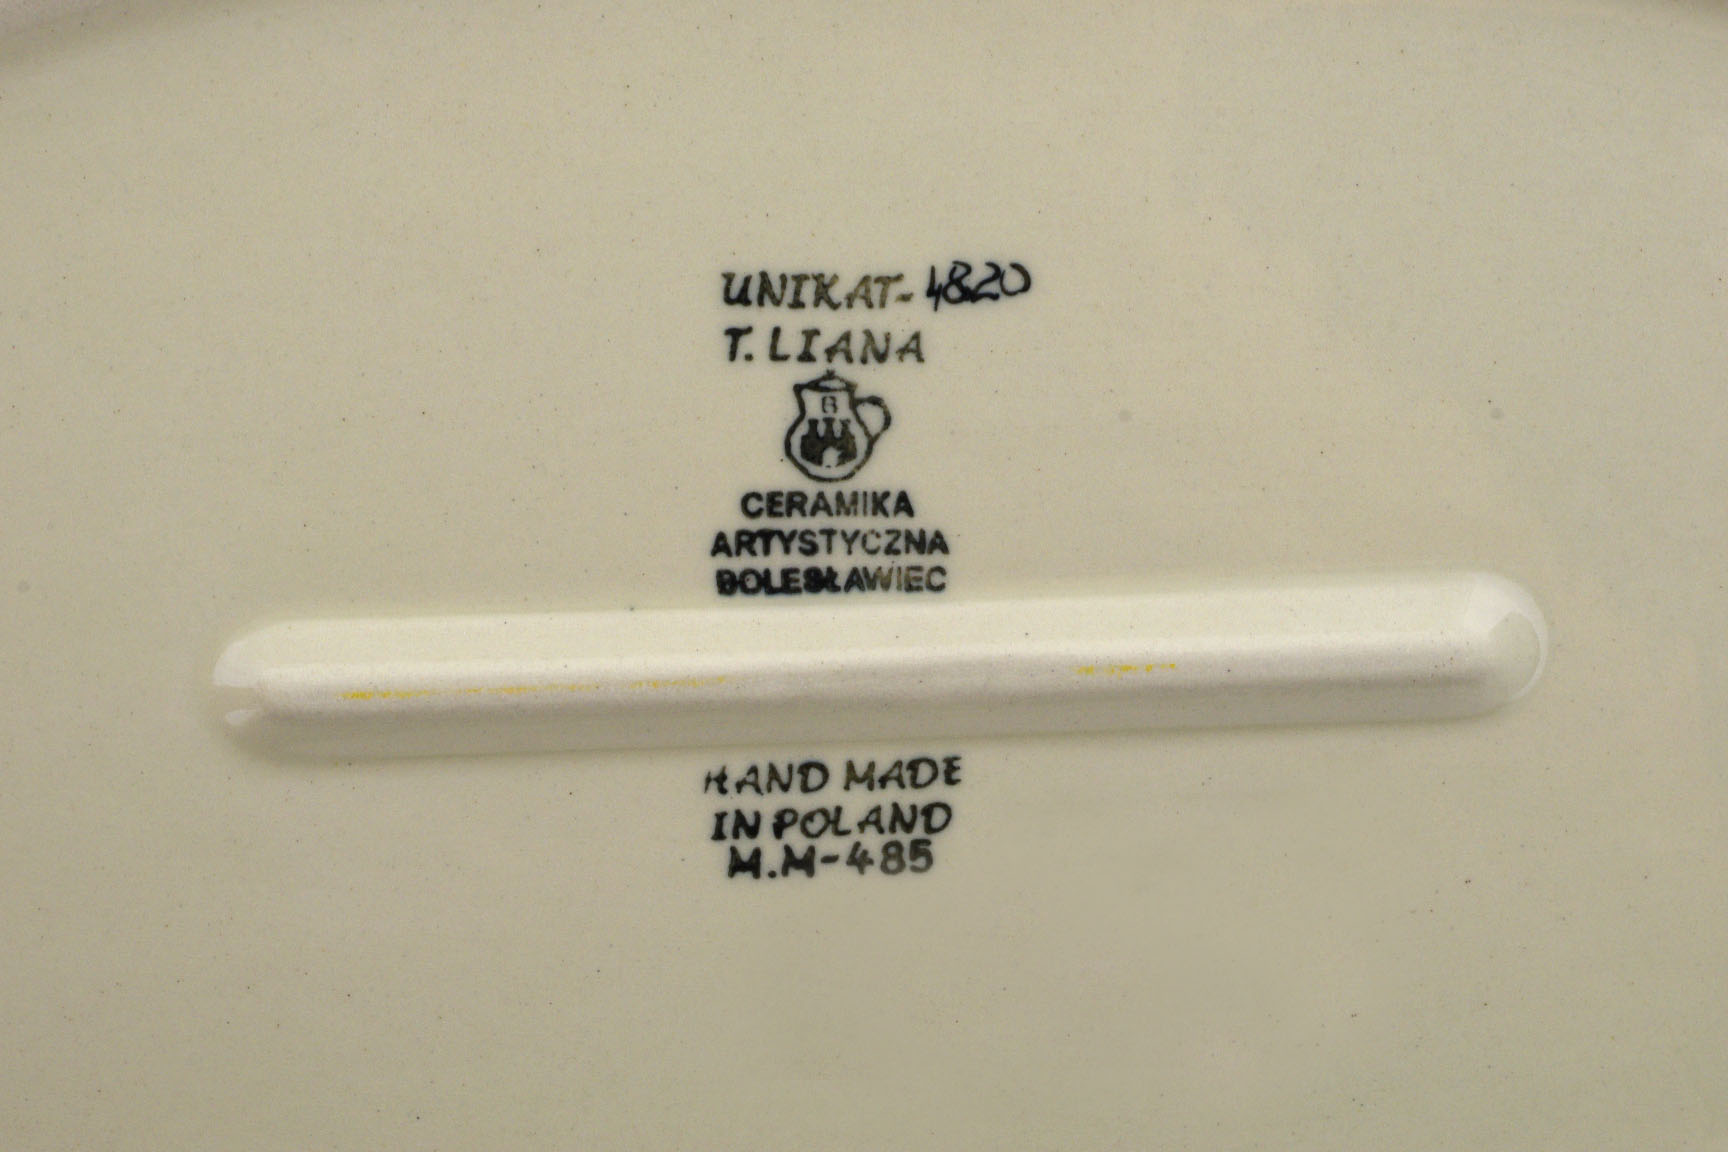 UNIKAT-4820
T. LIANA
B
CERAMIKA
ARTYSTYCZNA
BOLESŁAWIEC
HAND MADE
IN POLAND
M.M-485